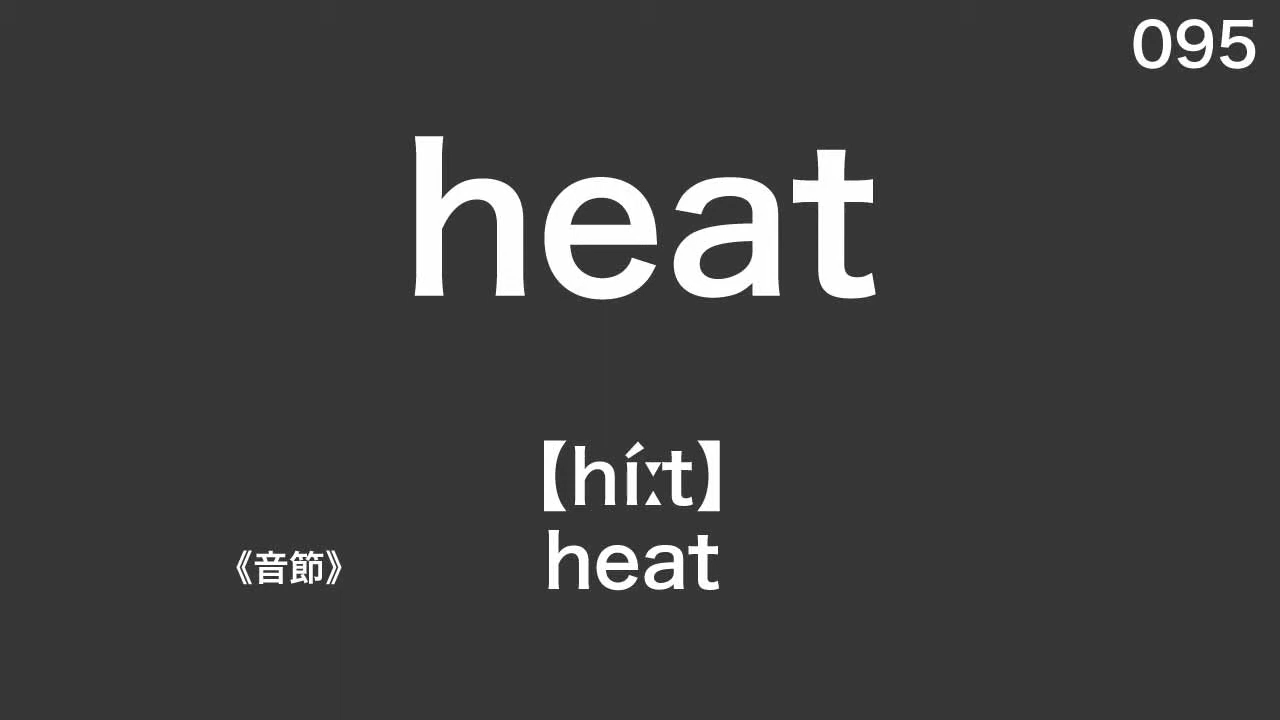 095
heat
【híːt】
《音節》 heat